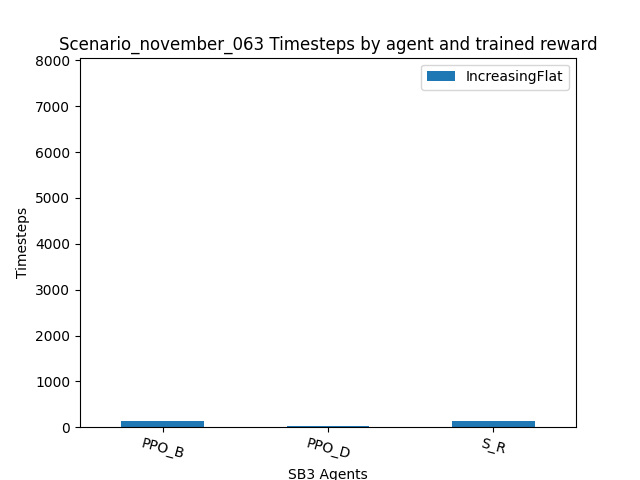 Scenario_november_063 Timesteps by agent and trained reward
IncreasingFlat
8000
7000
6000
5000
4000
3000
2000
1000
0
Timesteps
PPO_B
PPO_D
S_R
SB3 Agents